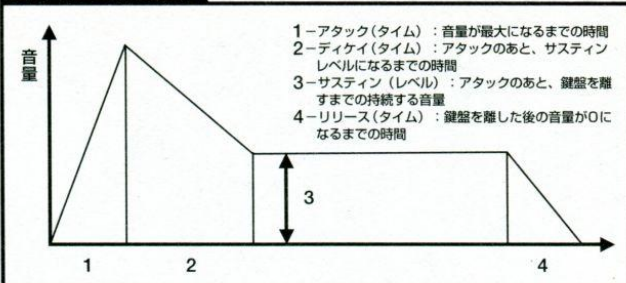 1－アタック（タイム）：音量が最大になるまでの時間
2－ディケイ（タイム）：アタックのあと、サスティン
レベルになるまでの時間
3－サスティン（レベル）：アタックのあと、鍵盤を離
すまでの持続する音量
4－リリース（タイム）：鍵盤を離した後の音量が0に
なるまでの時間
音量
3
1
2
4